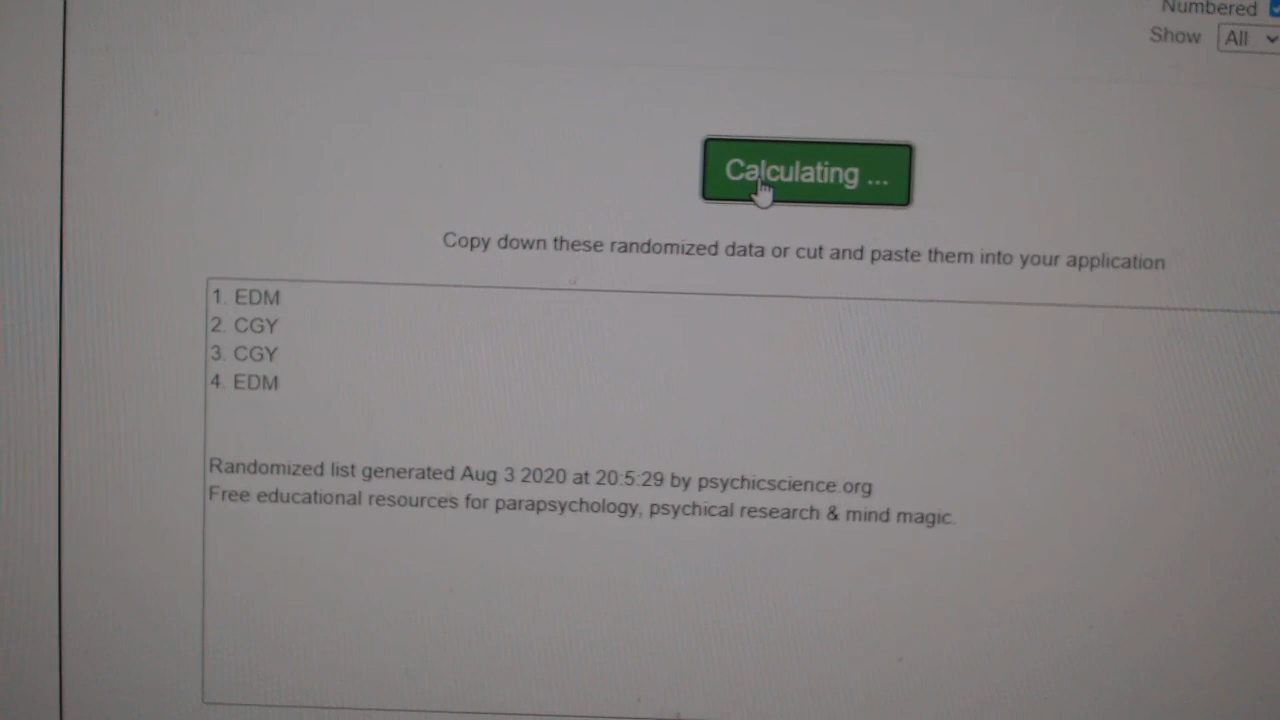 Numbered
Show All
Calculating ...
Copy down these randomized data or cut and paste them into your application
1. EDM
2. CGY
3. CGY
4. EDM
Randomized list generated Aug 3 2020 at 20:5:29 by psychicscience.org
Free educational resources for parapsychology, psychical research & mind magic.